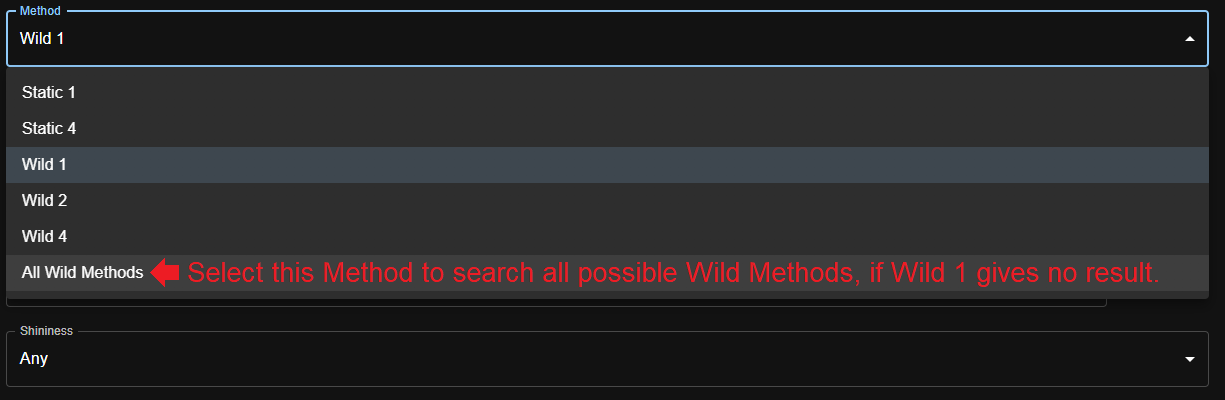 Method
Wild 1
Static 1
Static 4
Wild 1
Wild 2
Wild 4
All Wild Methods Select this Method to search all possible Wild Methods, if Wild 1 gives no result.
Shininess
Any